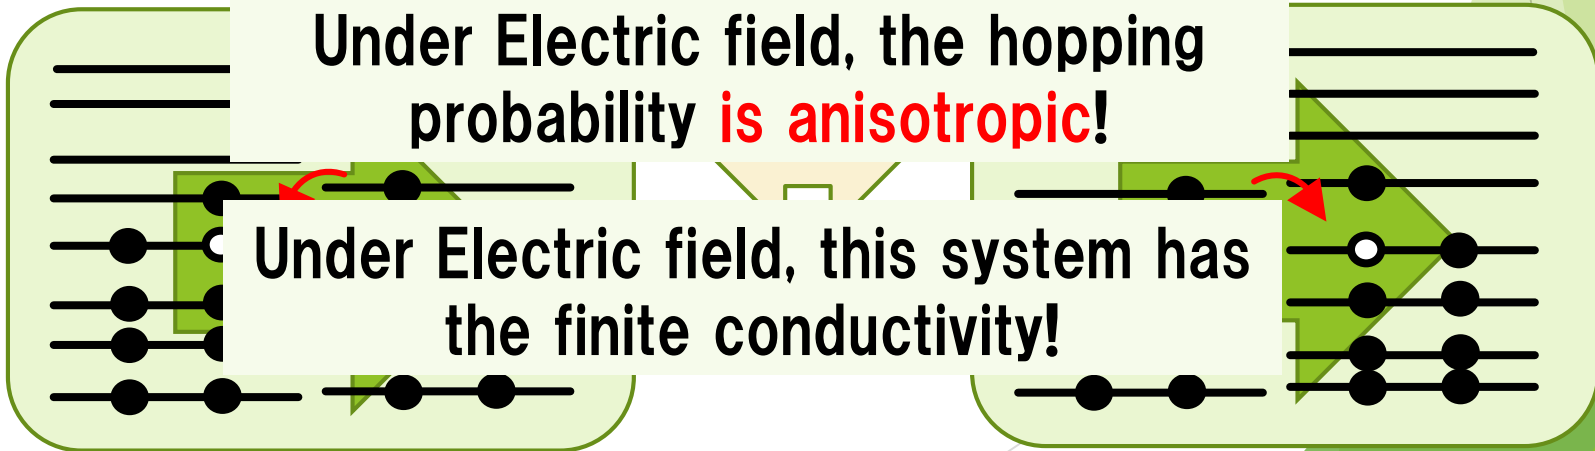 Under Electric field, the hopping
probability is anisotropic!
Under Electric field, this system has
the finite conductivity!